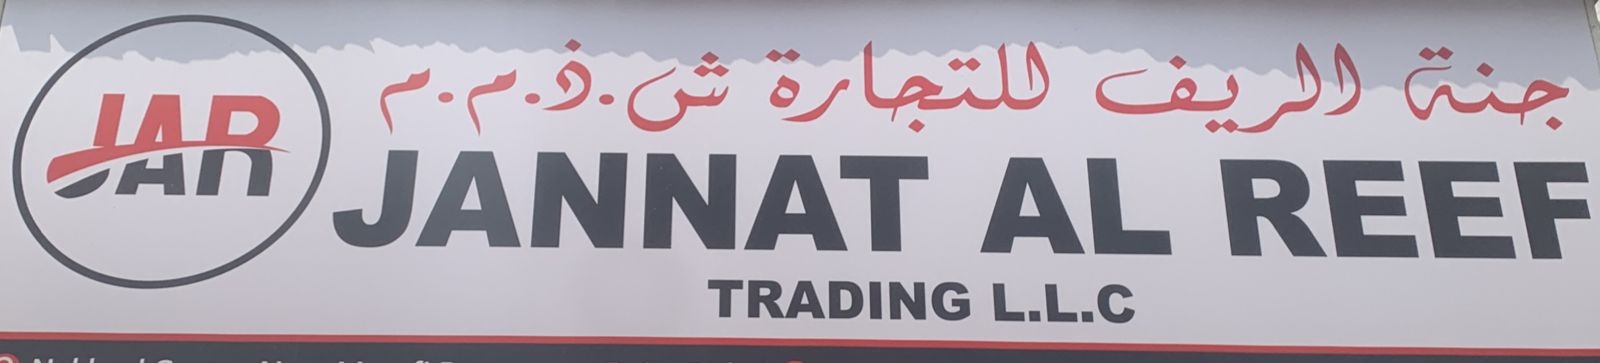 JAR
جنة الريف للتجارة ش.ذ.م.م
JANNAT AL REEF
TRADING L.L.C